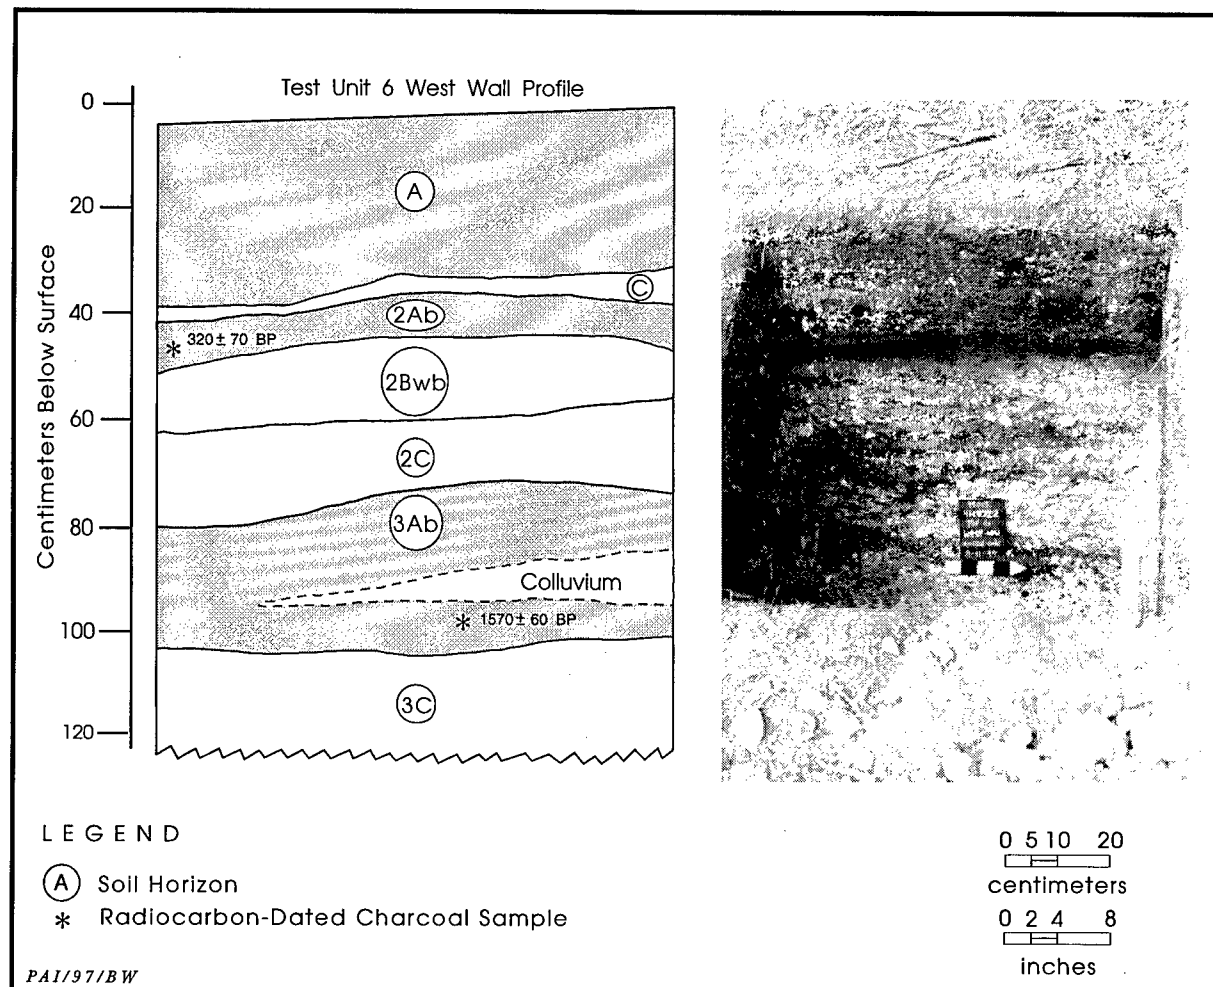 Test Unit 6 West Wall Profile
Centimeters Below Surface
0
20
40
60
80
100
120
A
C
2Ab
320± 70 BP
2Bwb
2C
3Ab
Colluvium
1570± 60 BP
3C
LEGEND
A Soil Horizon
* Radiocarbon-Dated Charcoal Sample
0 5 10 20
centimeters
0 2 4 8
inches
PAI/97/BW